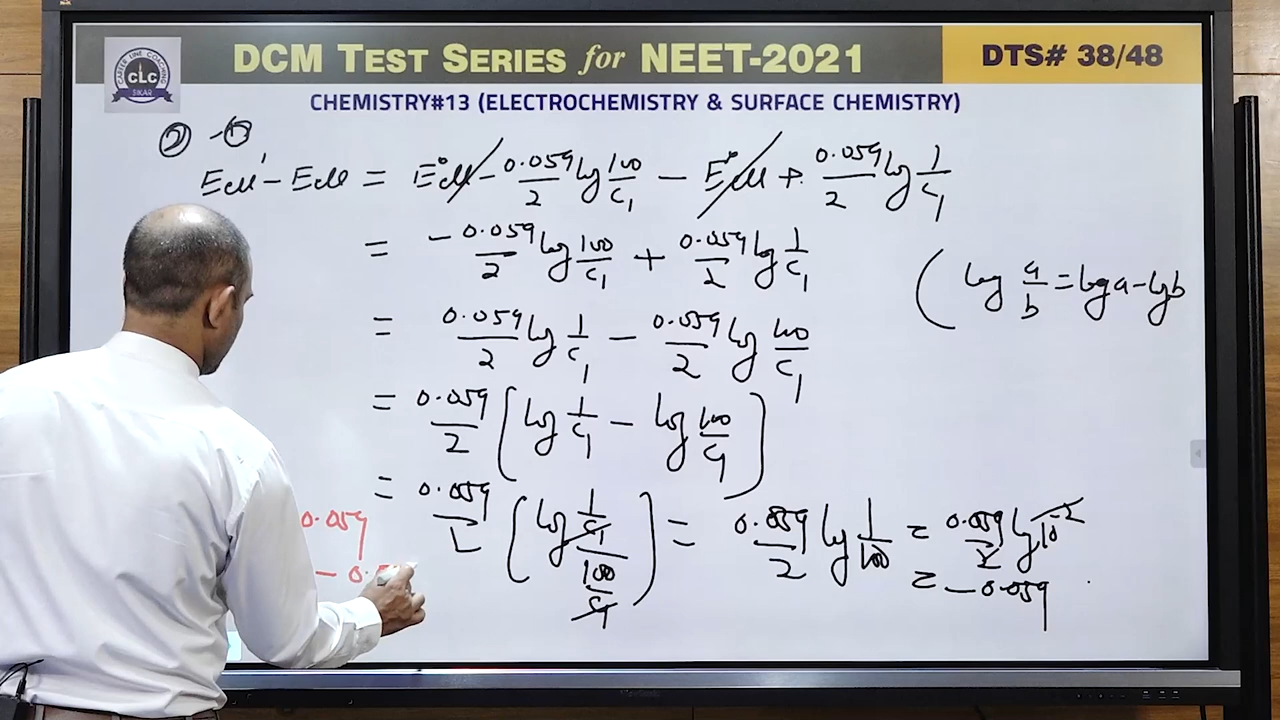 DCM TEST SERIES for NEET-2021
DTS# 38/48
CAREER LINE COACHING
CLC
SIKAR
CHEMISTRY#13 (ELECTROCHEMISTRY & SURFACE CHEMISTRY)
② - ①
Ecell' - Ecell = E°cell - 0.059/2 log 100/C₁ - E°cell + 0.059/2 log 1/C₁
= - 0.059/2 log 100/C₁ + 0.059/2 log 1/C₁
(log a/b = log a - log b
= 0.059/2 log 1/C₁ - 0.059/2 log 100/C₁
= 0.059/2 [log 1/C₁ - log 100/C₁]
= 0.059/2 [log (1/C₁)/(100/C₁)] = 0.059/2 log 1/100 = 0.059/2 log 10⁻²
= -0.059
0.059
- 0.